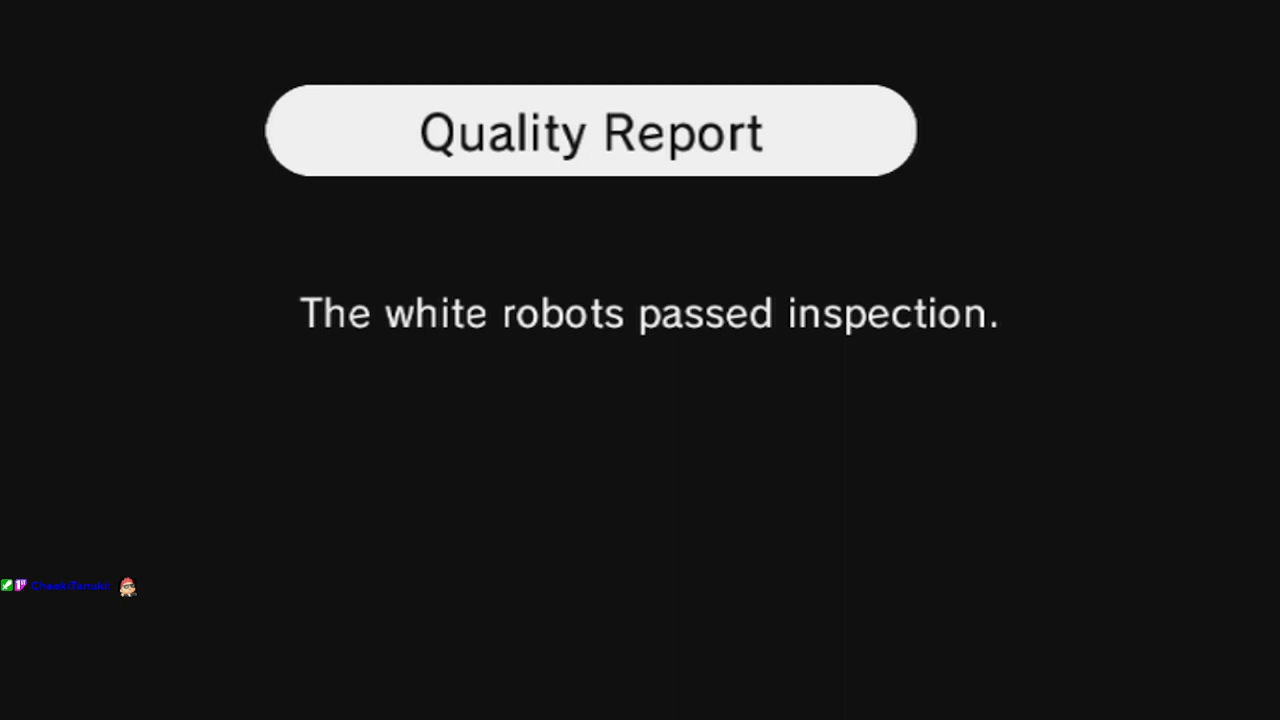 Quality Report
The white robots passed inspection.